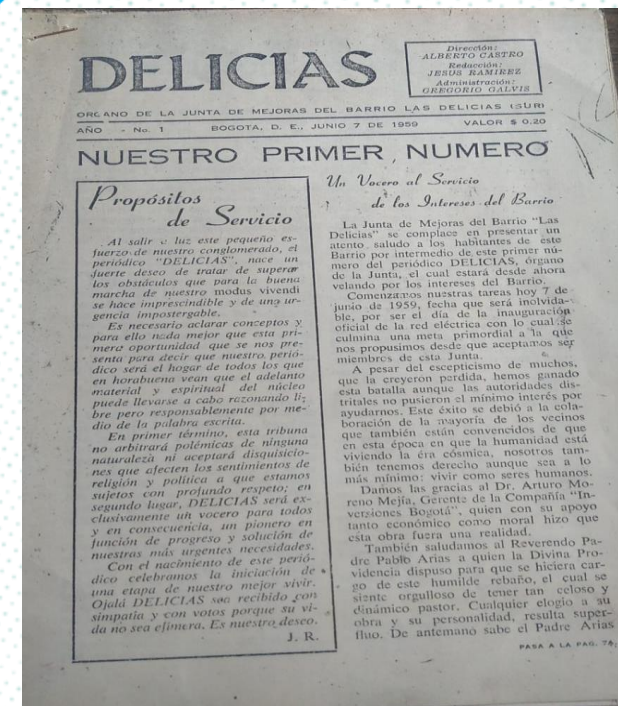 DELICIAS
Dirección:
ALBERTO CASTRO
Redacción:
JESUS RAMIREZ
Administración:
GREGORIO GALVIS
ORGANO DE LA JUNTA DE MEJORAS DEL BARRIO LAS DELICIAS (SUR)
AÑO - No. 1 BOGOTA, D. E., JUNIO 7 DE 1959 VALOR $ 0.20
NUESTRO PRIMER NUMERO
Propósitos
de Servicio
Al salir a luz este pequeño es-
fuerzo de nuestro conglomerado, el
periódico "DELICIAS", nace un
fuerte deseo de tratar de superar
los obstáculos que para la buena
marcha de nuestro modus vivendi
se hace imprescindible y de una ur-
gencia impostergable.
Es necesario aclarar conceptos y
para ello nada mejor que esta pri-
mera oportunidad que se nos pre-
senta para decir que nuestro perió-
dico será el hogar de todos los que
en horabuena vean que el adelanto
material y espiritual del núcleo
puede llevarse a cabo razonando li-
bre pero responsablemente por me-
dio de la palabra escrita.
En primer término, esta tribuna
no arbitrará polémicas de ninguna
naturaleza ni aceptará disquisicio-
nes que afecten los sentimientos de
religión y política a que estamos
sujetos con profundo respeto; en
segundo lugar, DELICIAS será ex-
clusivamente un vocero para todos
y en consecuencia, un pionero en
función de progreso y solución de
nuestras más urgentes necesidades.
Con el nacimiento de este perió-
dico celebramos la iniciación de
una etapa de nuestro mejor vivir.
Ojalá DELICIAS sea recibido con
simpatía y con votos porque su vi-
da no sea efímera. Es nuestro deseo.
J. R.
Un Vocero al Servicio
de los Intereses del Barrio
La Junta de Mejoras del Barrio "Las
Delicias" se complace en presentar un
atento saludo a los habitantes de este
Barrio por intermedio de este primer nú-
mero del periódico DELICIAS, órgano
de la Junta, el cual estará desde ahora
velando por los intereses del Barrio.
Comenzamos nuestras tareas hoy 7 de
junio de 1959, fecha que será inolvida-
ble, por ser el día de la inauguración
oficial de la red eléctrica con lo cual se
culmina una meta primordial a la que
nos propusimos desde que aceptamos ser
miembros de esta Junta.
A pesar del escepticismo de muchos,
que la creyeron perdida, hemos ganado
esta batalla aunque las autoridades dis-
tritales no pusieron el mínimo interés por
ayudarnos. Este éxito se debió a la cola-
boración de la mayoría de los vecinos
que también están convencidos de que
en esta época en que la humanidad está
viviendo la éra cósmica, nosotros tam-
bién tenemos derecho aunque sea a lo
más mínimo: vivir como seres humanos.
Damos las gracias al Dr. Arturo Mo-
reno Mejía, Gerente de la Compañía "In-
versiones Bogotá", quien con su apoyo
tanto económico como moral hizo que
esta obra fuera una realidad.
También saludamos al Reverendo Pa-
dre Pablo Arias a quien la Divina Pro-
videncia dispuso para que se hiciera car-
go de este humilde rebaño, el cual se
siente orgulloso de tener tan celoso y
dinámico pastor. Cualquier elogio a su
obra y su personalidad, resulta super-
fluo. De antemano sabe el Padre Arias
PASA A LA PAG.